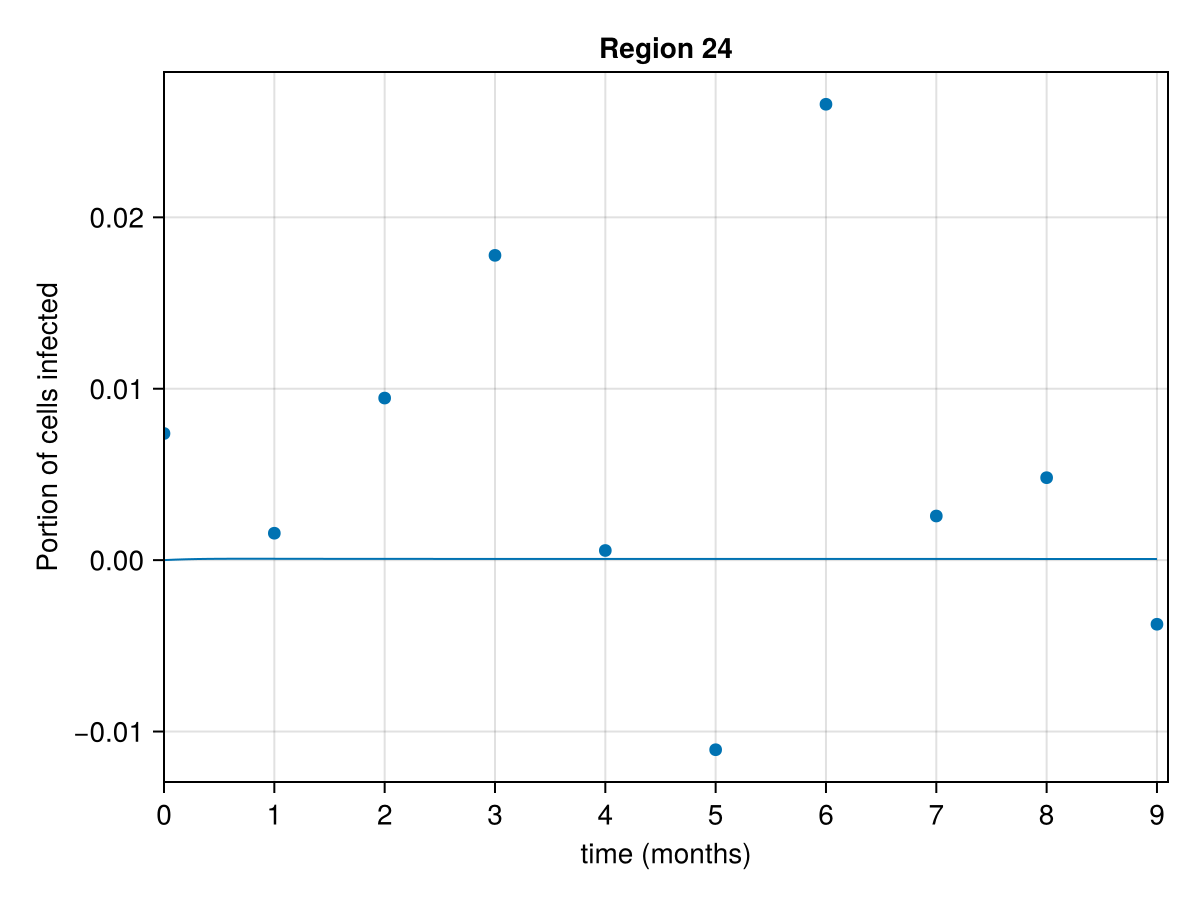 Region 24
Portion of cells infected
0.02
0.01
0.00
−0.01
0 1 2 3 4 5 6 7 8 9
time (months)